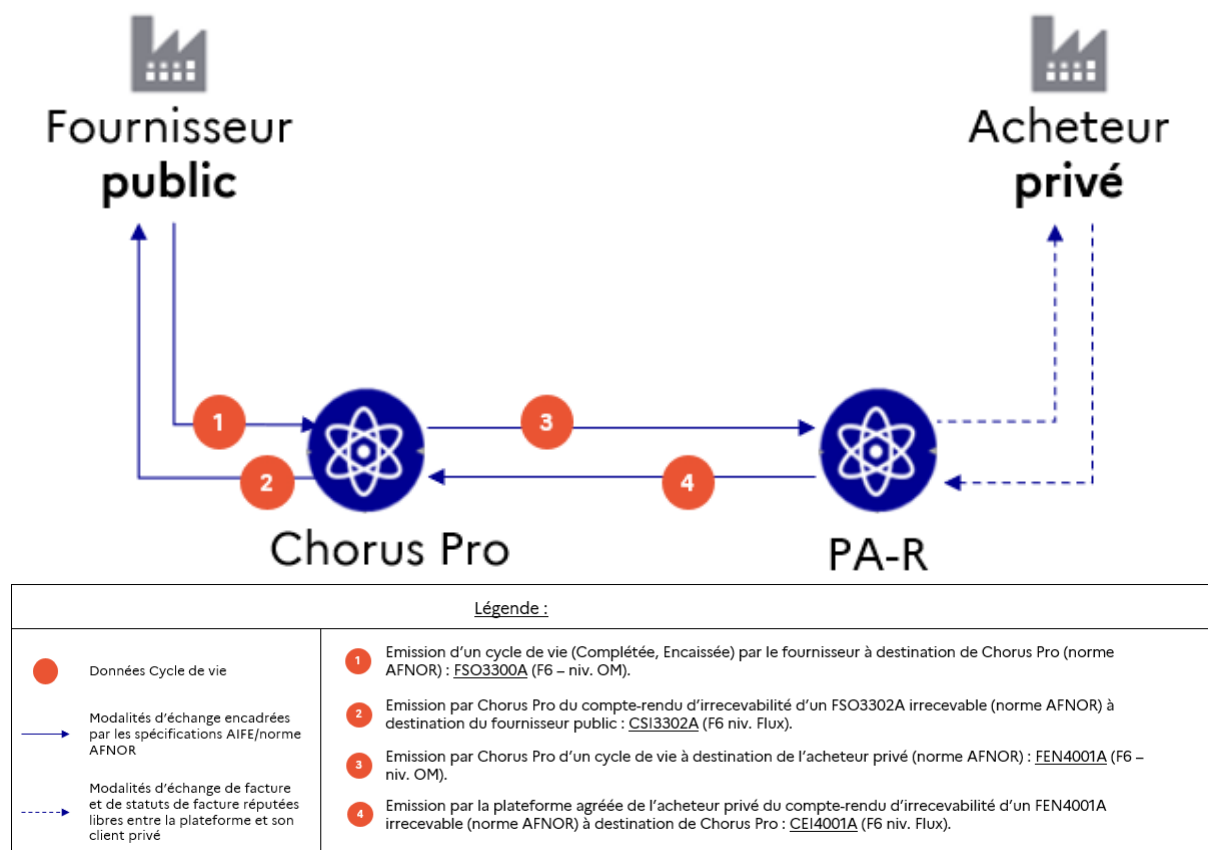 Fournisseur
public
Acheteur
privé
1
3
2
4
Chorus Pro
PA-R
Légende :
Données Cycle de vie
Modalités d'échange encadrées
par les spécifications AIFE/norme
AFNOR
Modalités d'échange de facture
et de statuts de facture réputées
libres entre la plateforme et son
client privé
1
Emission d'un cycle de vie (Complétée, Encaissée) par le fournisseur à destination de Chorus Pro (norme
AFNOR) : FSO3300A (F6 – niv. OM).
2
Emission par Chorus Pro du compte-rendu d'irrecevabilité d'un FSO3302A irrecevable (norme AFNOR) à
destination du fournisseur public : CSI3302A (F6 niv. Flux).
3
Emission par Chorus Pro d'un cycle de vie à destination de l'acheteur privé (norme AFNOR) : FEN4001A (F6 –
niv. OM).
4
Emission par la plateforme agréée de l'acheteur privé du compte-rendu d'irrecevabilité d'un FEN4001A
irrecevable (norme AFNOR) à destination de Chorus Pro : CEI4001A (F6 niv. Flux).